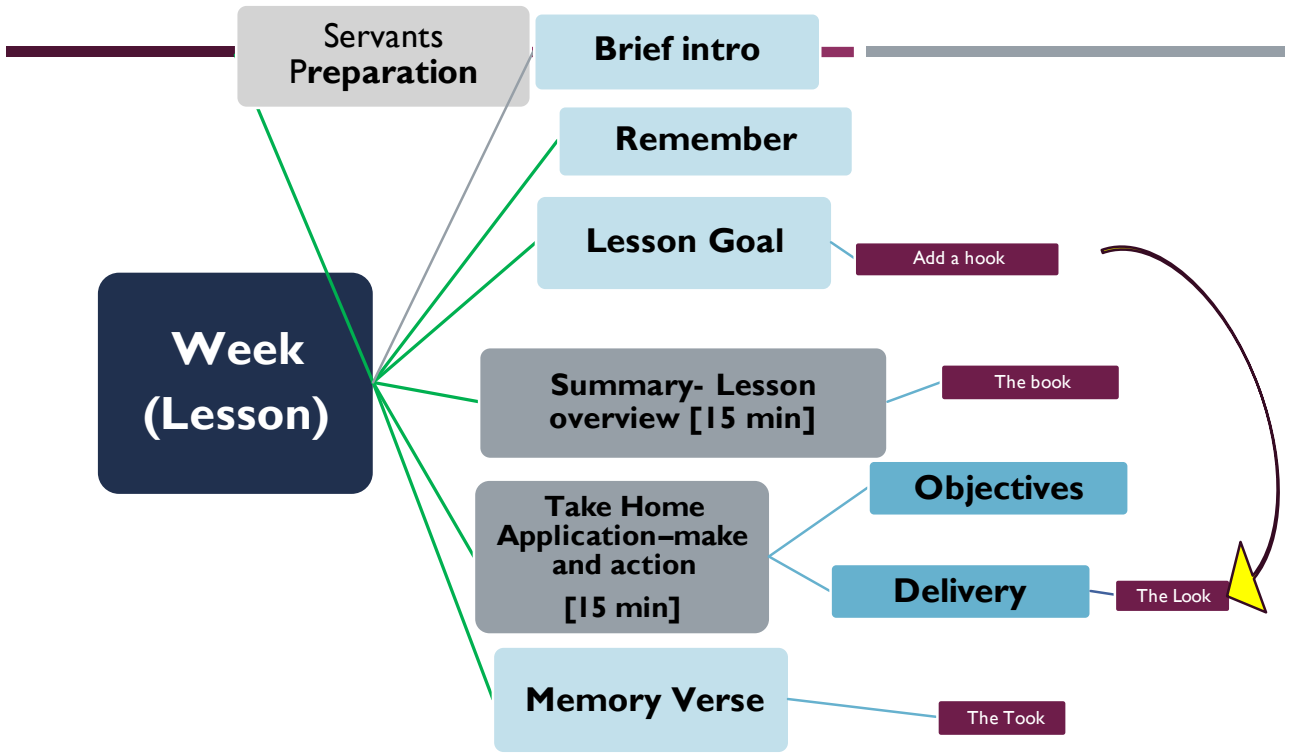 Servants
Preparation
Brief intro
Remember
Lesson Goal
Add a hook
Week
(Lesson)
Summary- Lesson
overview [15 min]
The book
Take Home
Application–make
and action
[15 min]
Objectives
Delivery
The Look
Memory Verse
The Took